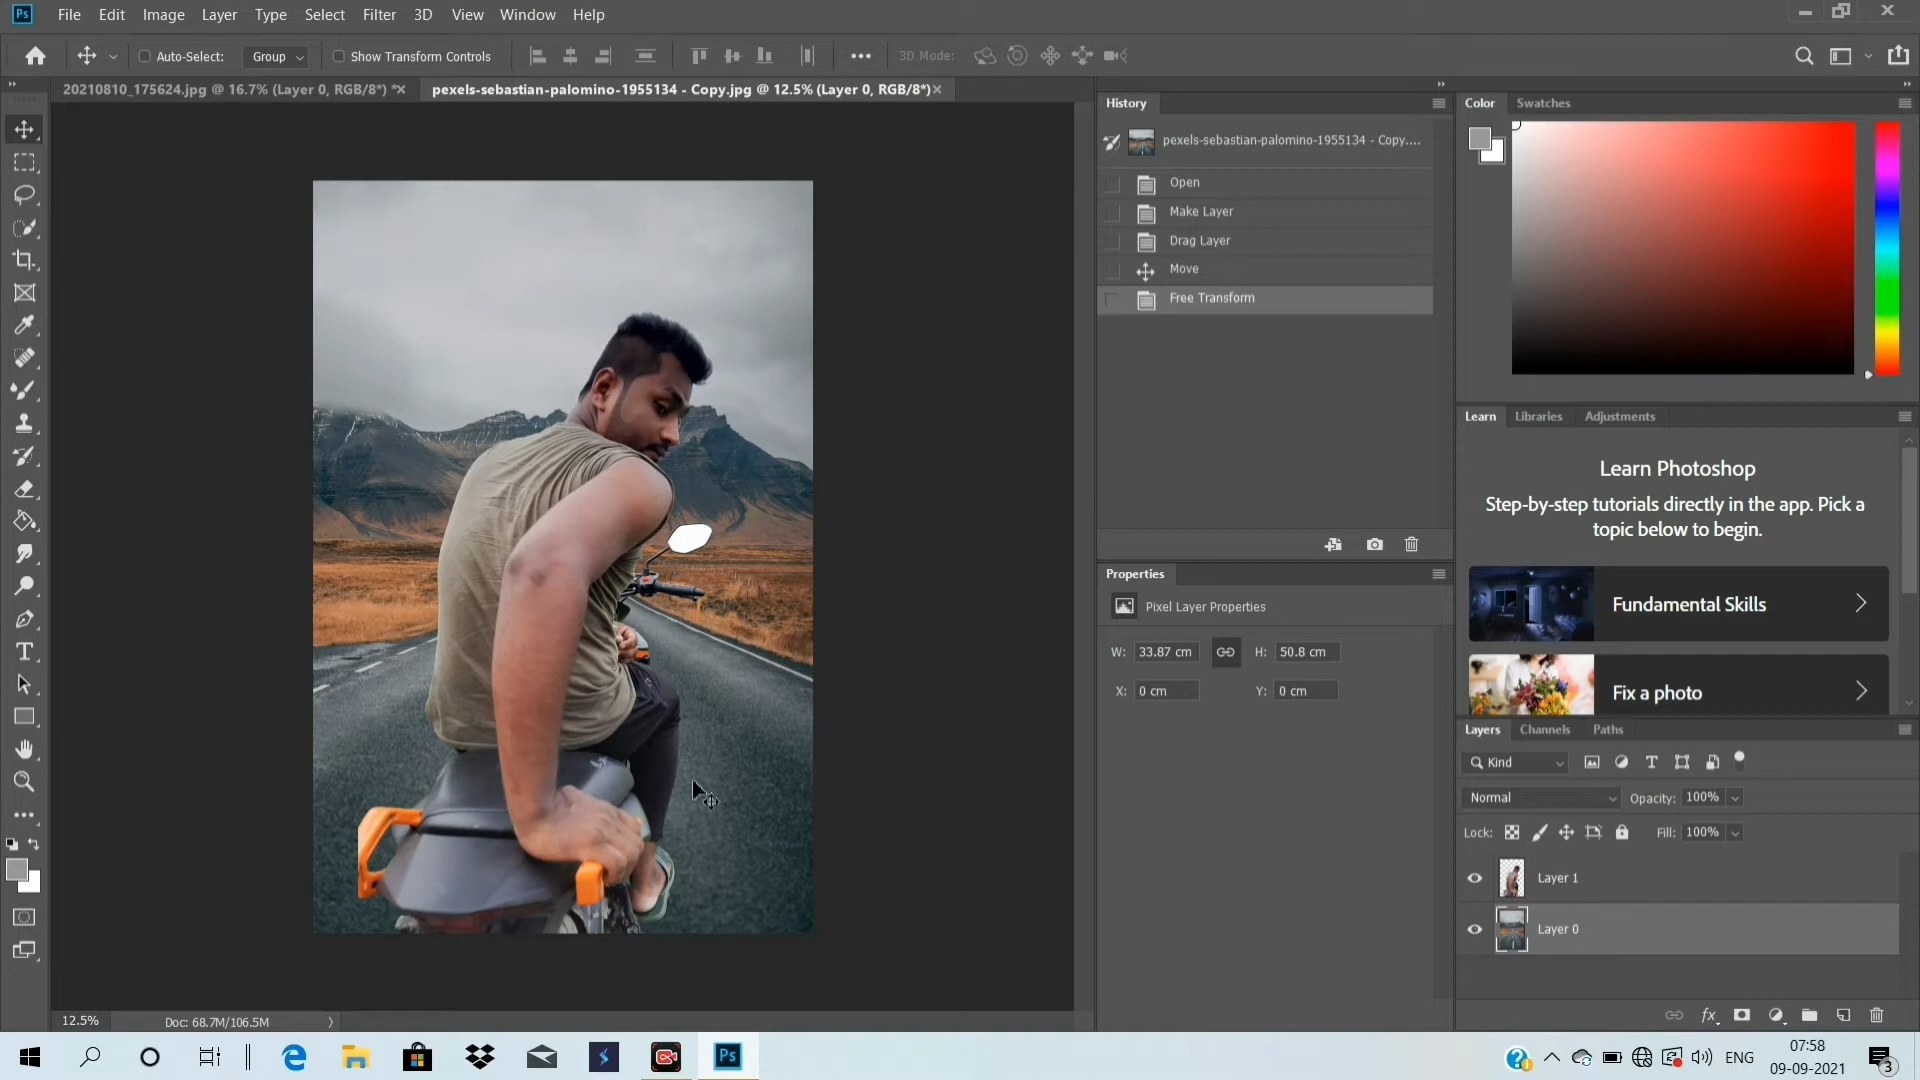 Ps File Edit Image Layer Type Select Filter 3D View Window Help
Auto-Select: Group Show Transform Controls 3D Mode:
20210810_175624.jpg @ 16.7% (Layer 0, RGB/8*) *
pexels-sebastian-palomino-1955134 - Copy.jpg @ 12.5% (Layer 0, RGB/8*)
History
pexels-sebastian-palomino-1955134 - Copy....
Open
Make Layer
Drag Layer
Move
Free Transform
Properties
Pixel Layer Properties
W: 33.87 cm H: 50.8 cm
X: 0 cm Y: 0 cm
Color Swatches
Learn Libraries Adjustments
Learn Photoshop
Step-by-step tutorials directly in the app. Pick a
topic below to begin.
Fundamental Skills
Fix a photo
Layers Channels Paths
Kind
Normal Opacity: 100%
Lock: Fill: 100%
Layer 1
Layer 0
fx
12.5% Doc: 68.7M/106.5M
Ps
ENG
07:58
09-09-2021
3